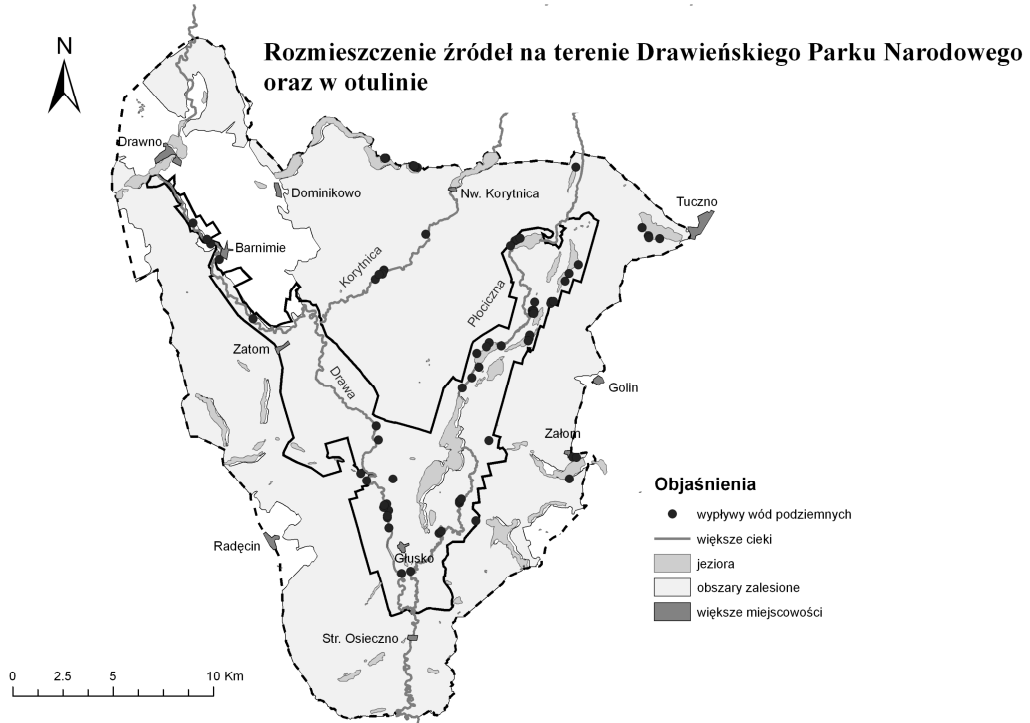 Rozmieszczenie źródeł na terenie Drawieńskiego Parku Narodowego
oraz w otulinie
N
Drawno
Dominikowo
Nw. Korytnica
Tuczno
Barnimie
Korytnica
Płociczna
Zatom
Drawa
Golin
Załom
Radęcin
Głusko
Str. Osieczno
Objaśnienia
wypływy wód podziemnych
większe cieki
jeziora
obszary zalesione
większe miejscowości
0 2.5 5 10 Km